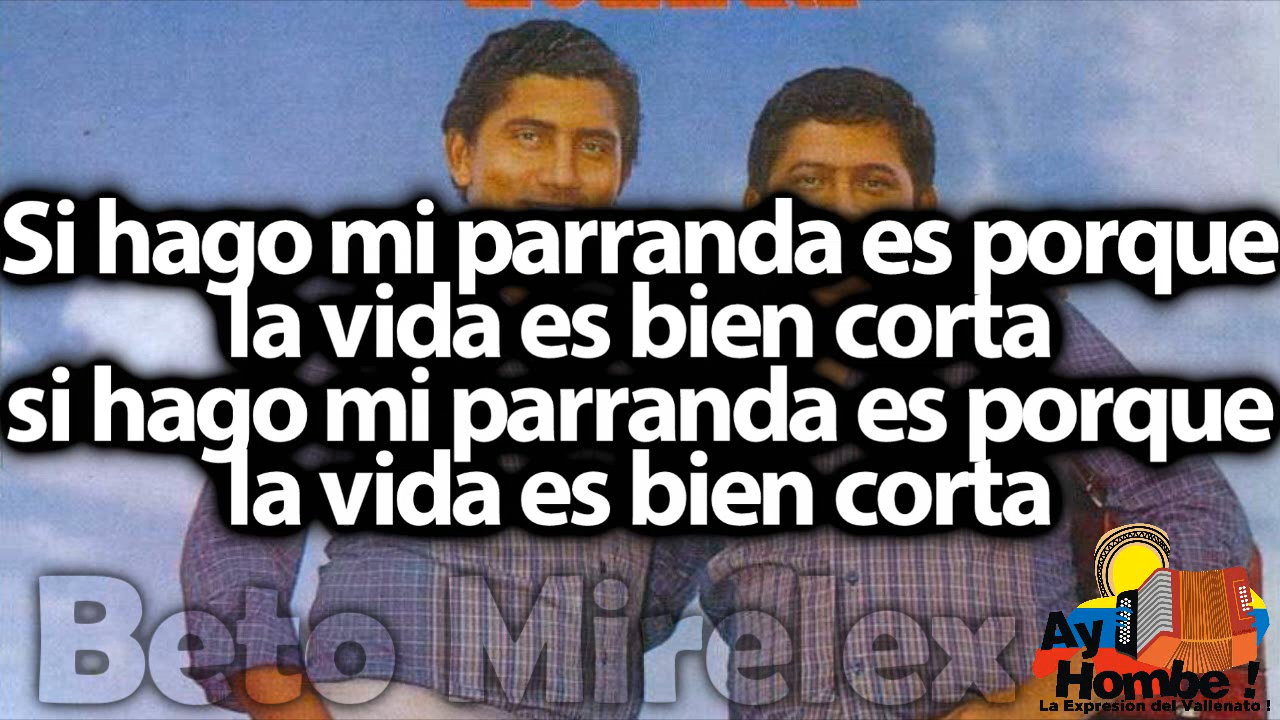 Si hago mi parranda es porque
la vida es bien corta
si hago mi parranda es porque
la vida es bien corta
Beto Mirelex
Ay
Hombe !
La Expresion del Vallenato !